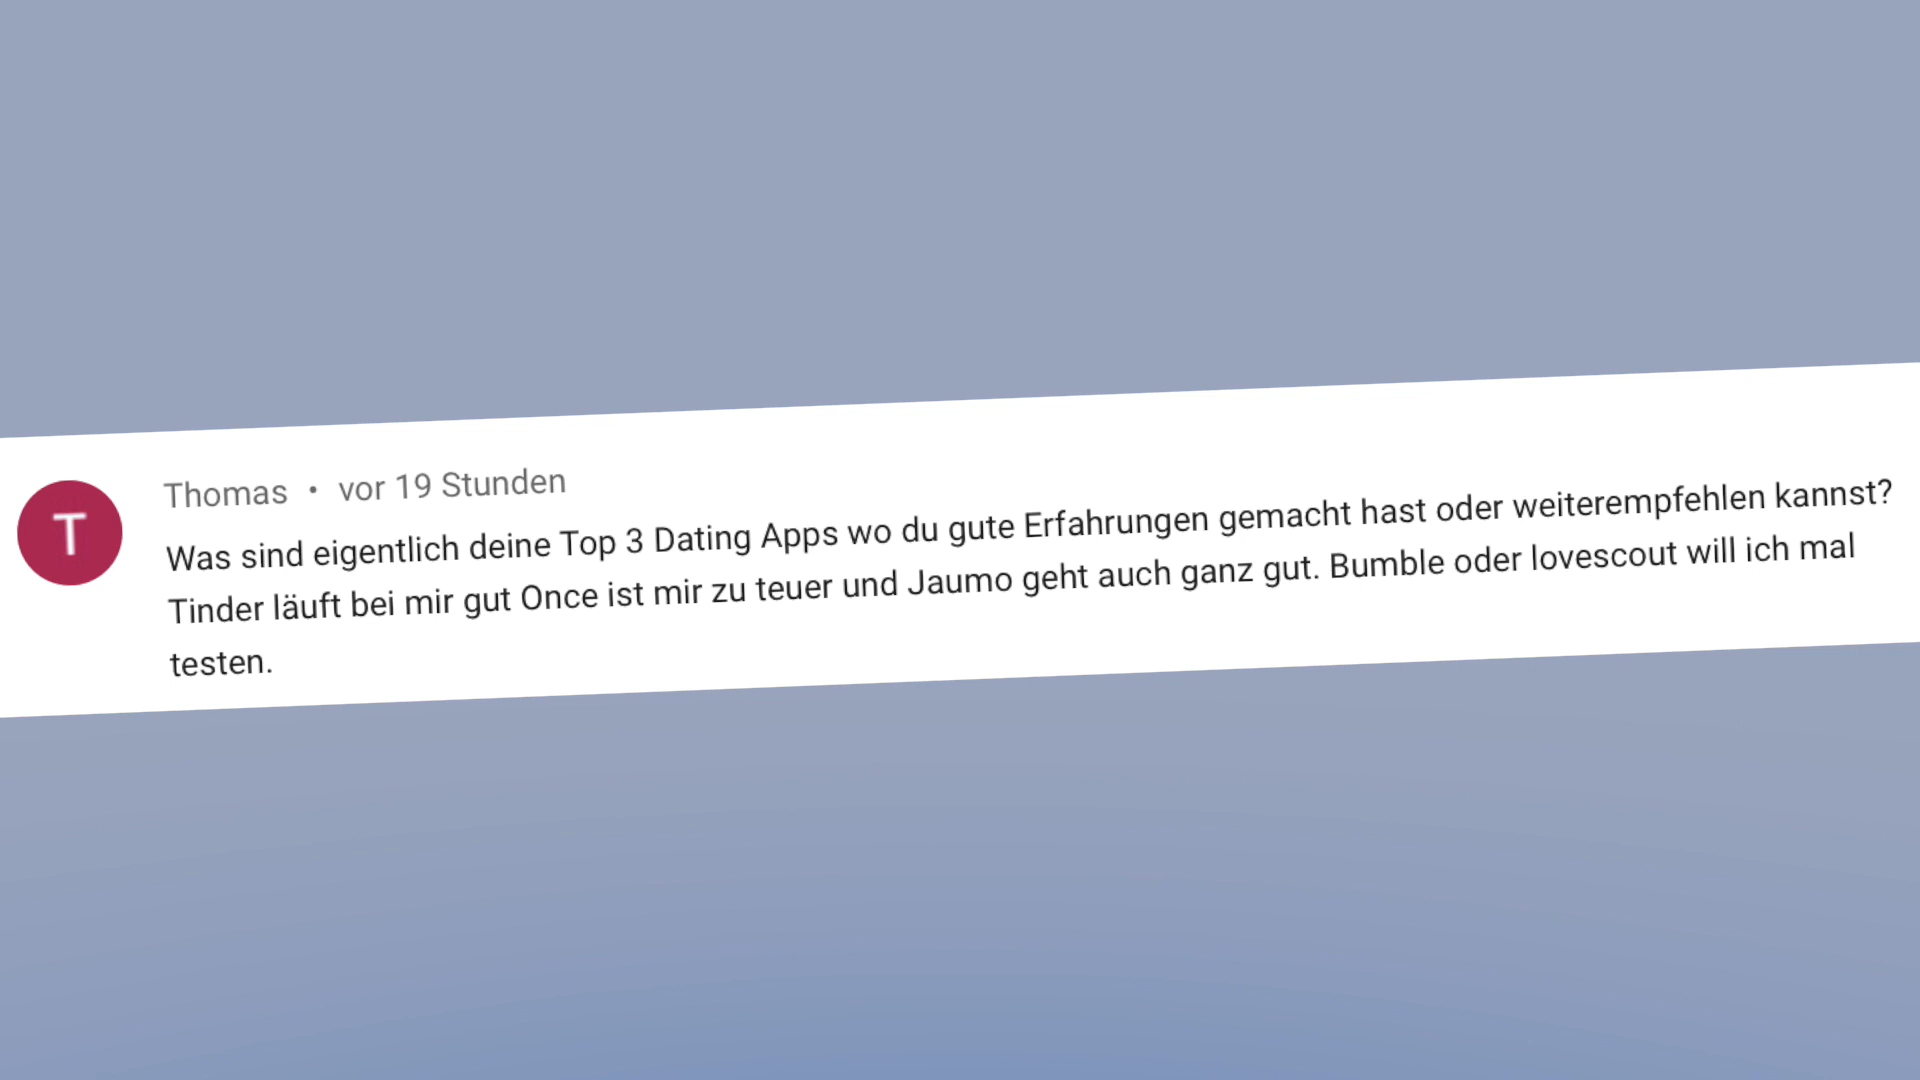 T
Thomas • vor 19 Stunden
Was sind eigentlich deine Top 3 Dating Apps wo du gute Erfahrungen gemacht hast oder weiterempfehlen kannst?
Tinder läuft bei mir gut Once ist mir zu teuer und Jaumo geht auch ganz gut. Bumble oder lovescout will ich mal
testen.